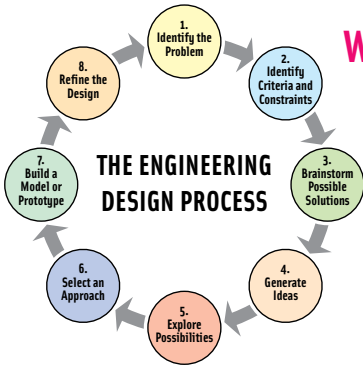 1.
Identify the
Problem
W
2.
Identify
Criteria and
Constraints
3.
Brainstorm
Possible
Solutions
4.
Generate
Ideas
5.
Explore
Possibilities
6.
Select an
Approach
7.
Build a
Model or
Prototype
8.
Refine the
Design
THE ENGINEERING
DESIGN PROCESS